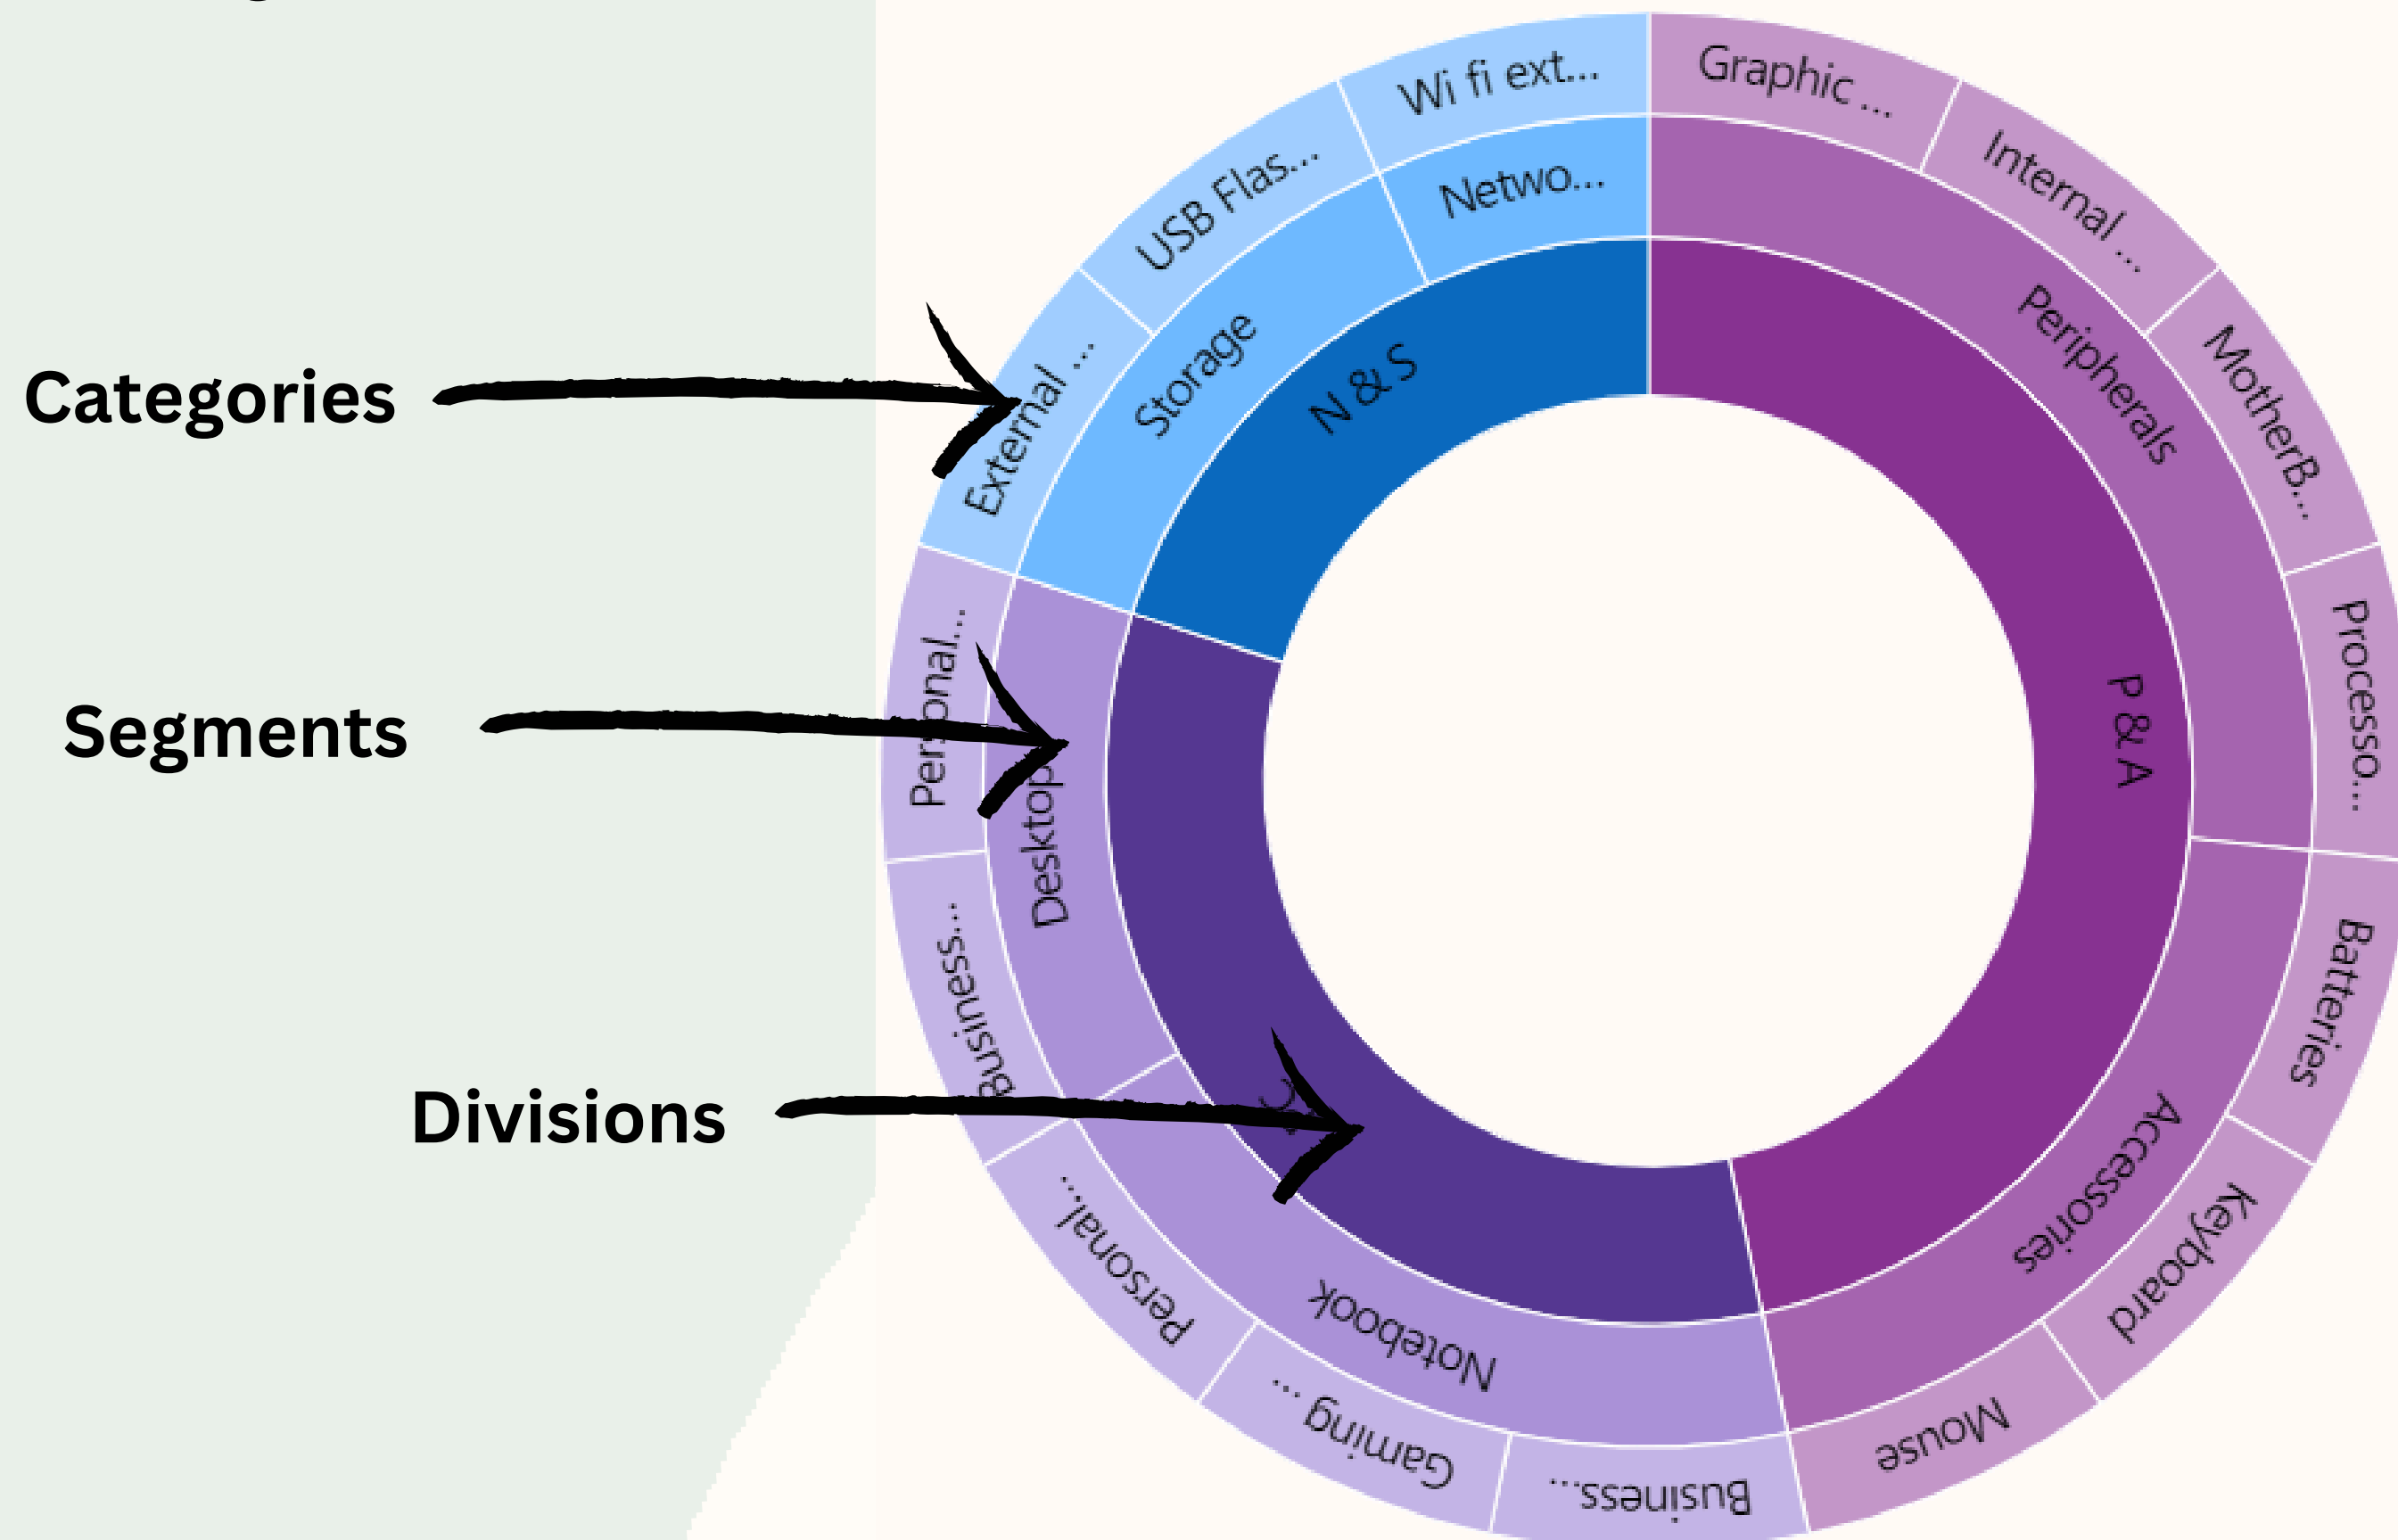 Categories
Segments
Divisions
Graphic ...
Internal ...
MotherB...
Processo...
Batteries
Keyboard
Mouse
Business...
Gaming ...
Personal...
Business...
Personal...
External ...
USB Flas...
Wi fi ext...
Peripherals
Accessories
Notebook
Desktop
Storage
Netwo...
P & A
N & S